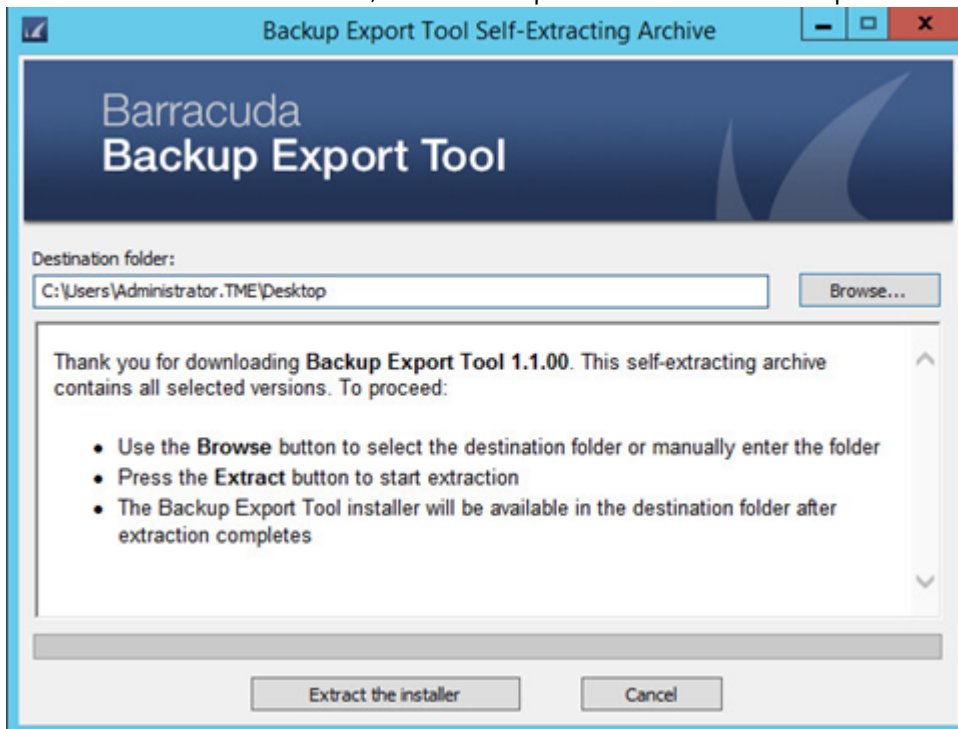 Backup Export Tool Self-Extracting Archive
Barracuda
Backup Export Tool
Destination folder:
C:\Users\Administrator.TME\Desktop
Browse...
Thank you for downloading Backup Export Tool 1.1.00. This self-extracting archive
contains all selected versions. To proceed:
• Use the Browse button to select the destination folder or manually enter the folder
• Press the Extract button to start extraction
• The Backup Export Tool installer will be available in the destination folder after
extraction completes
Extract the installer
Cancel